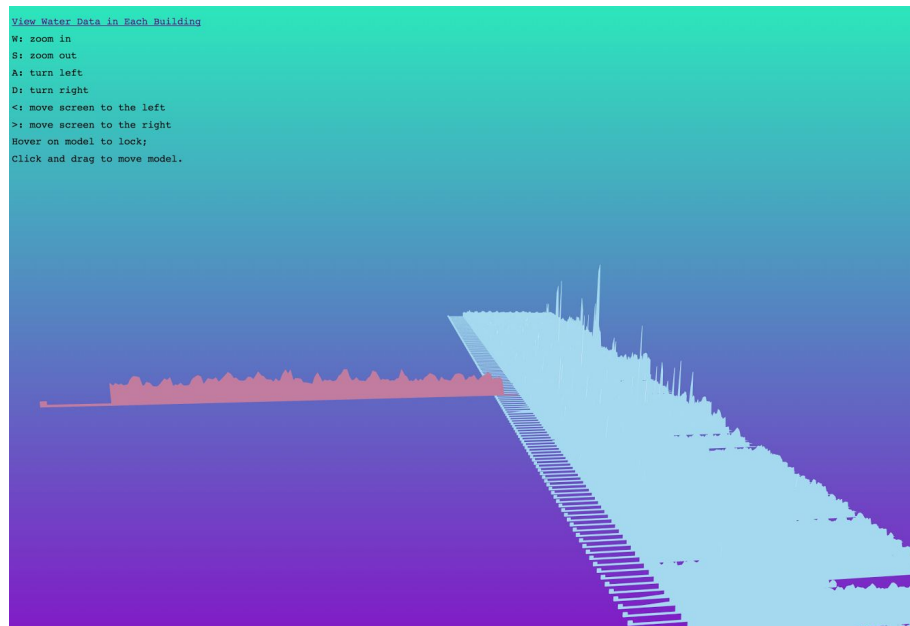 View Water Data in Each Building
W: zoom in
S: zoom out
A: turn left
D: turn right
<: move screen to the left
>: move screen to the right
Hover on model to lock;
Click and drag to move model.